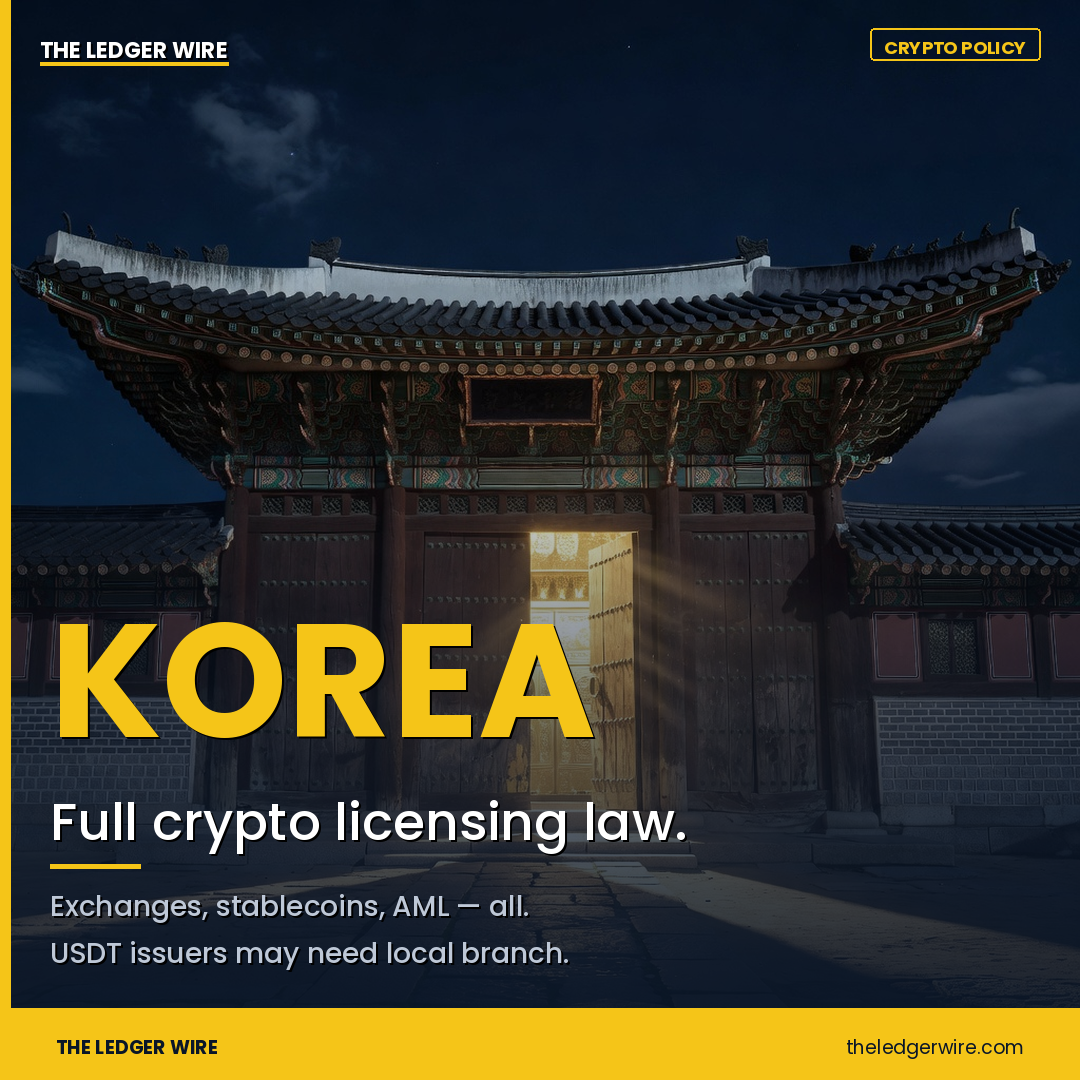 THE LEDGER WIRE
CRYPTO POLICY
KOREA
Full crypto licensing law.
Exchanges, stablecoins, AML — all.
USDT issuers may need local branch.
THE LEDGER WIRE
theledgerwire.com